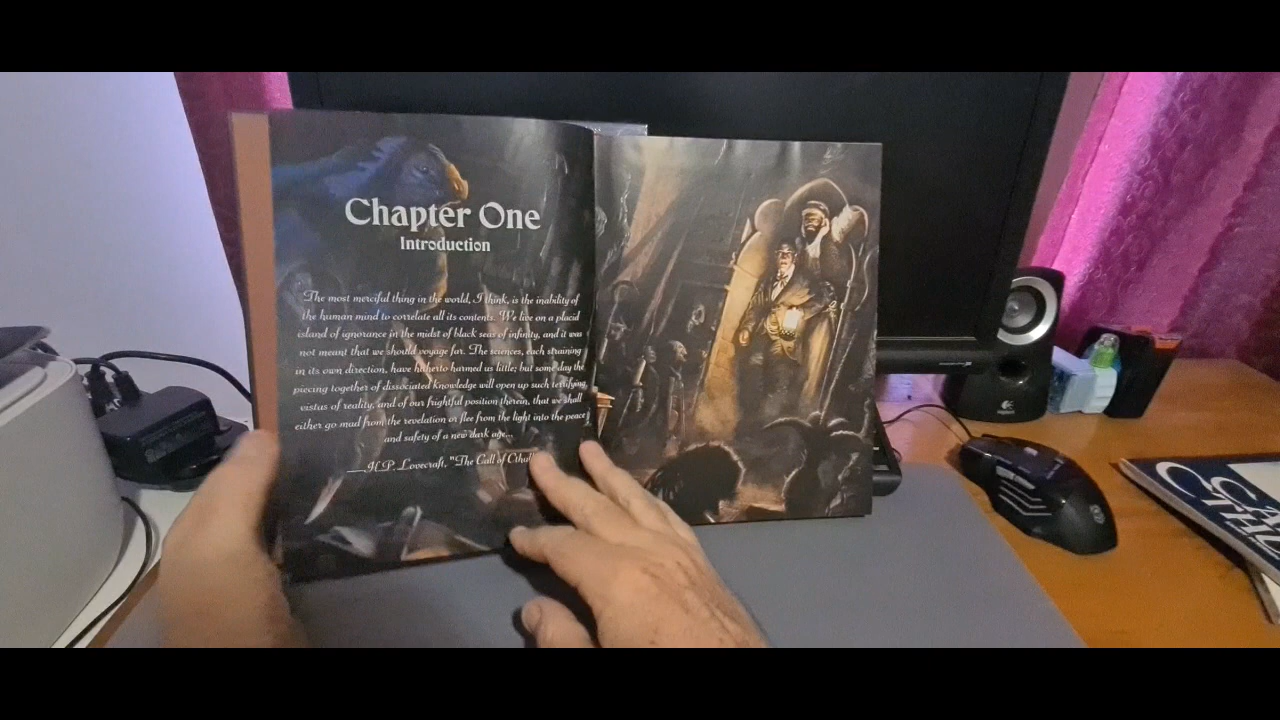 Chapter One
Introduction
The most merciful thing in the world, I think, is the inability of
the human mind to correlate all its contents. We live on a placid
island of ignorance in the midst of black seas of infinity, and it was
not meant that we should voyage far. The sciences, each straining
in its own direction, have hitherto harmed us little; but some day the
piecing together of dissociated knowledge will open up such terrifying
vistas of reality, and of our frightful position therein, that we shall
either go mad from the revelation or flee from the light into the peace
and safety of a new dark age...
—H.P. Lovecraft, "The Call of Cthul
Logitech
CA
CTH